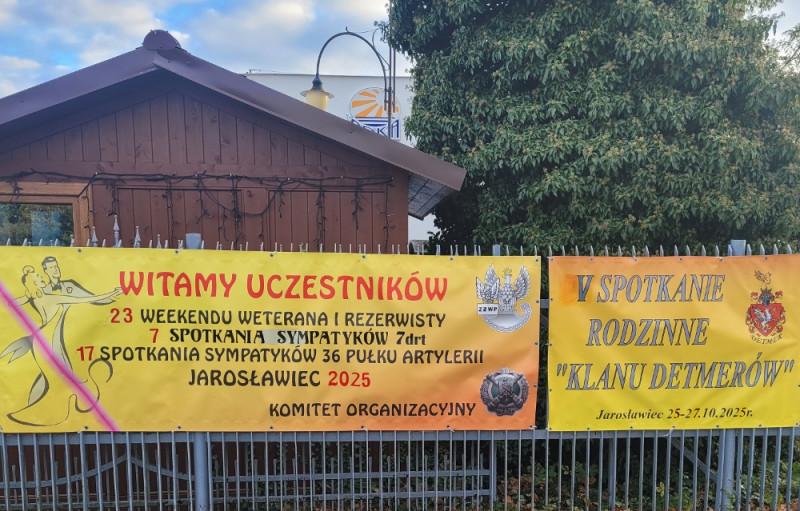 WITAMY UCZESTNIKÓW
23 WEEKENDU WETERANA I REZERWISTY
7 SPOTKANIA SYMPATYKÓW 7drt
17 SPOTKANIA SYMPATYKÓW 36 PUŁKU ARTYLERII
JAROSŁAWIEC 2025
KOMITET ORGANIZACYJNY
ZZWP
V SPOTKANIE
RODZINNE
"KLANU DETMERÓW"
Jarosławiec 25-27.10.2025r.
DETMER